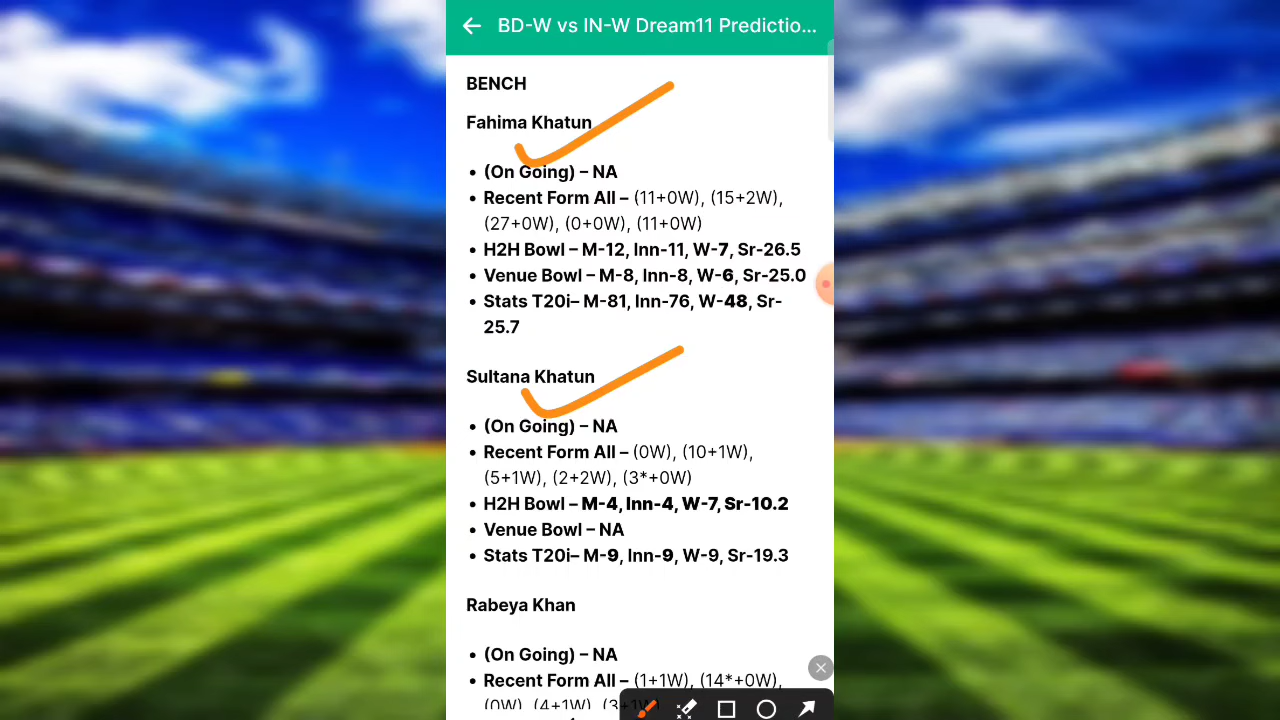 BD-W vs IN-W Dream11 Predictio...
BENCH
Fahima Khatun
• (On Going) – NA
• Recent Form All – (11+0W), (15+2W),
(27+0W), (0+0W), (11+0W)
• H2H Bowl – M-12, Inn-11, W-7, Sr-26.5
• Venue Bowl – M-8, Inn-8, W-6, Sr-25.0
• Stats T20i– M-81, Inn-76, W-48, Sr-
25.7
Sultana Khatun
• (On Going) – NA
• Recent Form All – (0W), (10+1W),
(5+1W), (2+2W), (3*+0W)
• H2H Bowl – M-4, Inn-4, W-7, Sr-10.2
• Venue Bowl – NA
• Stats T20i– M-9, Inn-9, W-9, Sr-19.3
Rabeya Khan
• (On Going) – NA
• Recent Form All – (1+1W), (14*+0W),
(0W), (4+1W), (3+1W)